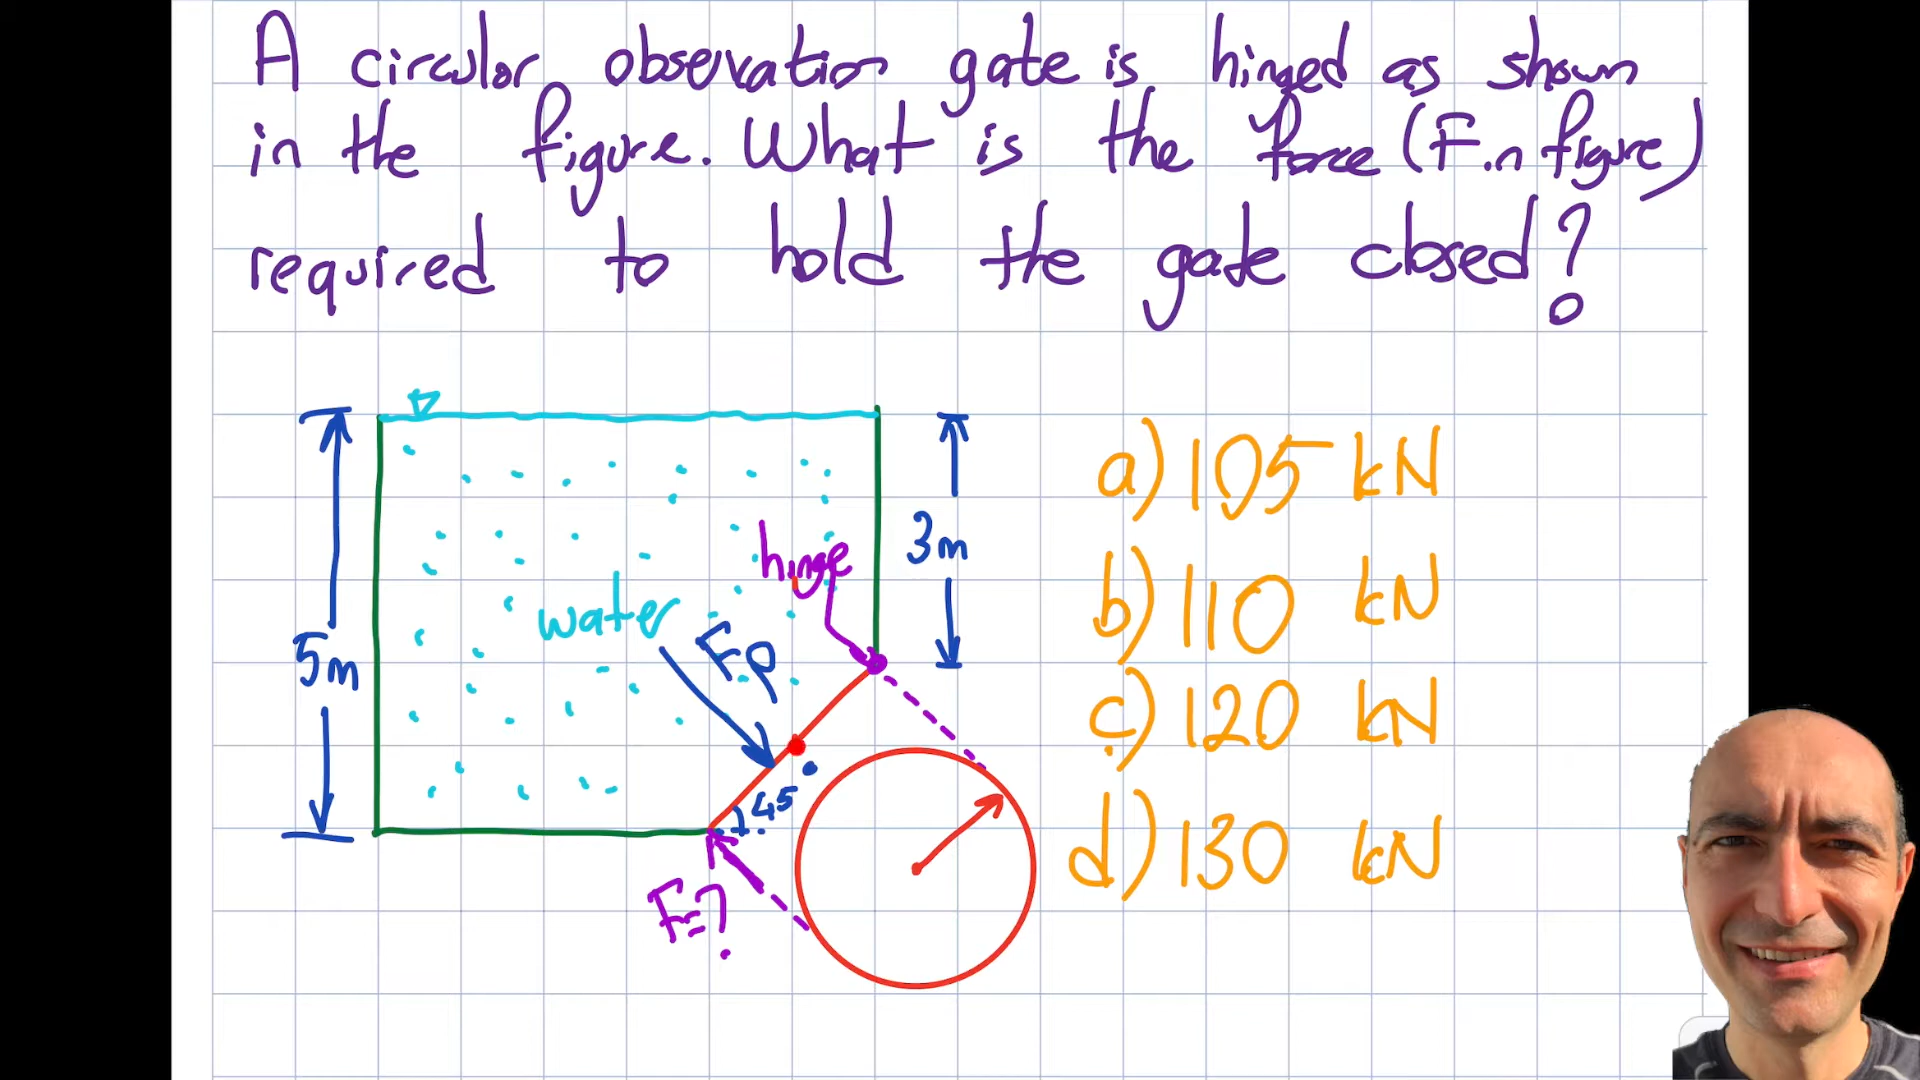 A circular observation gate is hinged as shown
in the figure. What is the force (F in figure)
required to hold the gate closed?
5m
water
hinge
Fp
3m
45
F=?
a) 105 kN
b) 110 kN
c) 120 kN
d) 130 kN